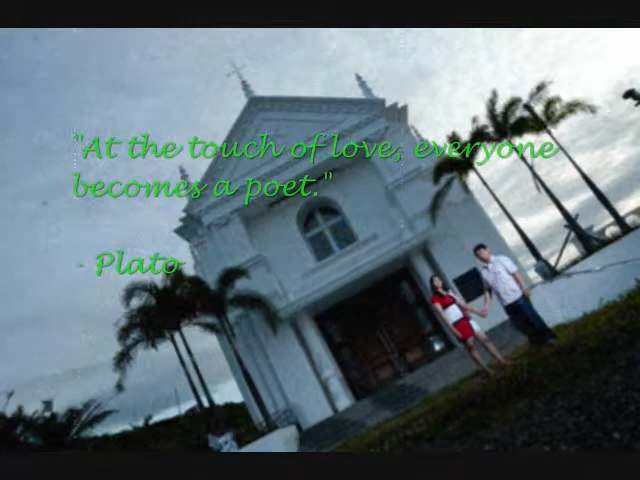 "At the touch of love, everyone
becomes a poet."
- Plato